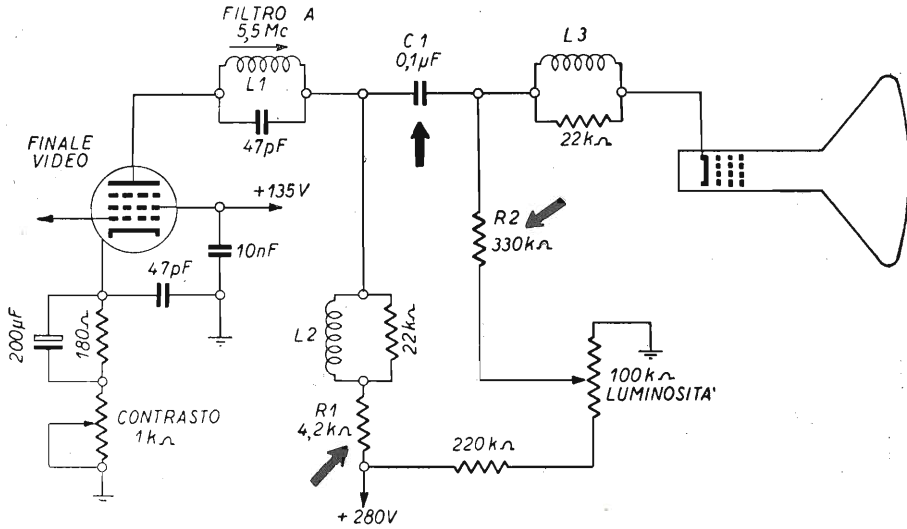 FILTRO A
5,5 Mc
L1
47pF
C1
0,1µF
L3
22kΩ
FINALE
VIDEO
+135V
10nF
47pF
200µF
180Ω
CONTRASTO
1kΩ
L2
22kΩ
R1
4,2kΩ
+280V
R2
330kΩ
220kΩ
100kΩ
LUMINOSITA'